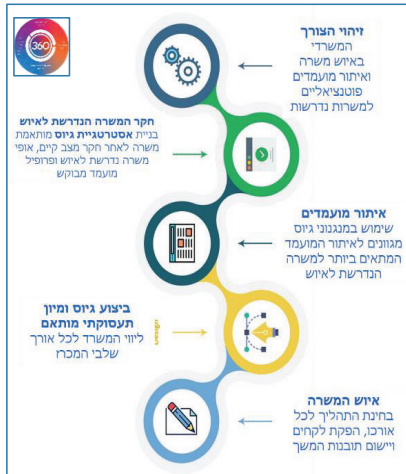 360
זיהוי הצורך
המשרדי
באיוש משרה
ואיתור מועמדים
פוטנציאליים
למשרות נדרשות
חקר המשרה הנדרשת לאיוש
בניית אסטרטגיית גיוס מותאמת
משרה לאחר חקר מצב קיים, אופי
משרה נדרשת לאיוש ופרופיל
מועמד מבוקש
איתור מועמדים
שימוש במנגנוני גיוס
מגוונים לאיתור המועמד
המתאים ביותר למשרה
הנדרשת לאיוש
ביצוע גיוס ומיון
תעסוקתי מותאם
ליווי המשרד לכל אורך
שלבי המכרז
איוש המשרה
בחינת התהליך לכל
אורכו, הפקת לקחים
ויישום תובנות המשך